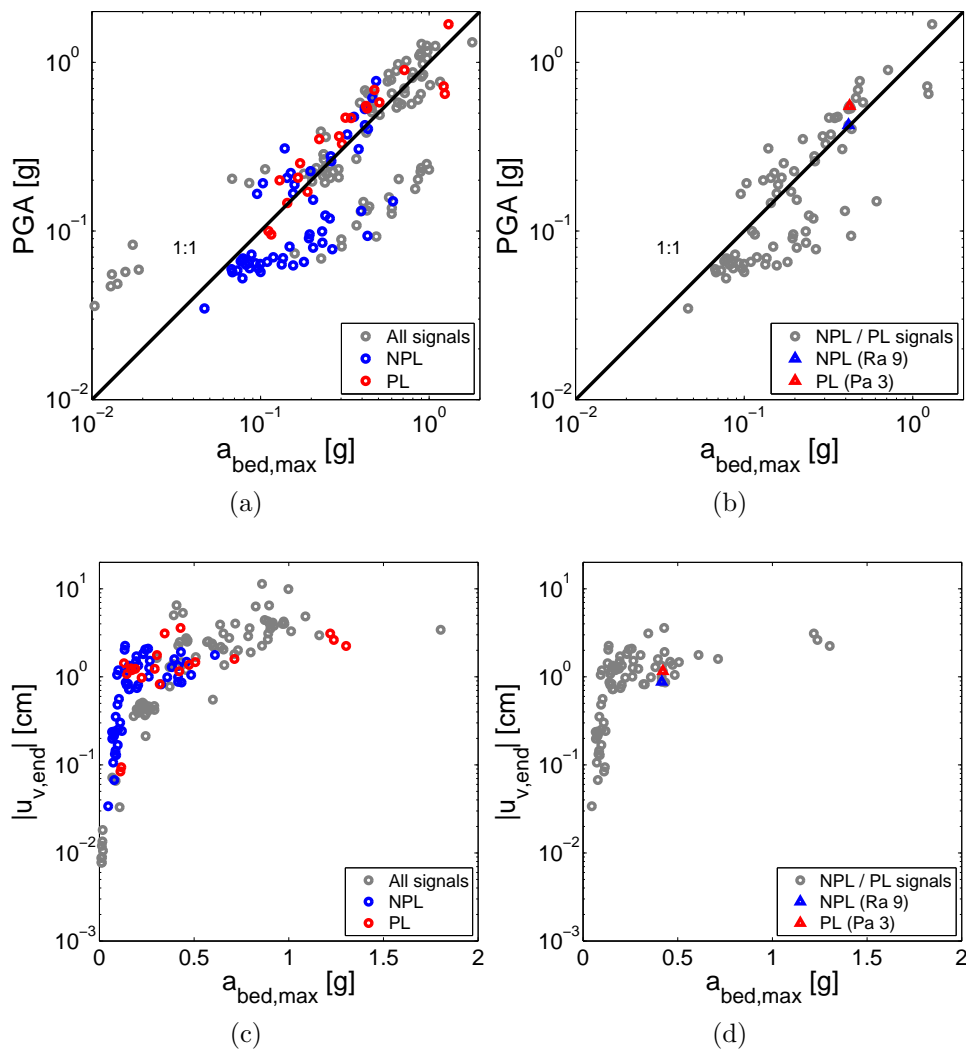 10^0
10^-1
10^-2
PGA [g]
1:1
All signals
NPL
PL
10^-2
10^-1
10^0
a_bed,max [g]
(a)
10^0
10^-1
10^-2
PGA [g]
1:1
NPL / PL signals
NPL (Ra 9)
PL (Pa 3)
10^-2
10^-1
10^0
a_bed,max [g]
(b)
10^1
10^0
10^-1
10^-2
10^-3
|u_v,end| [cm]
All signals
NPL
PL
0 0.5 1 1.5 2
a_bed,max [g]
(c)
10^1
10^0
10^-1
10^-2
10^-3
|u_v,end| [cm]
NPL / PL signals
NPL (Ra 9)
PL (Pa 3)
0 0.5 1 1.5 2
a_bed,max [g]
(d)